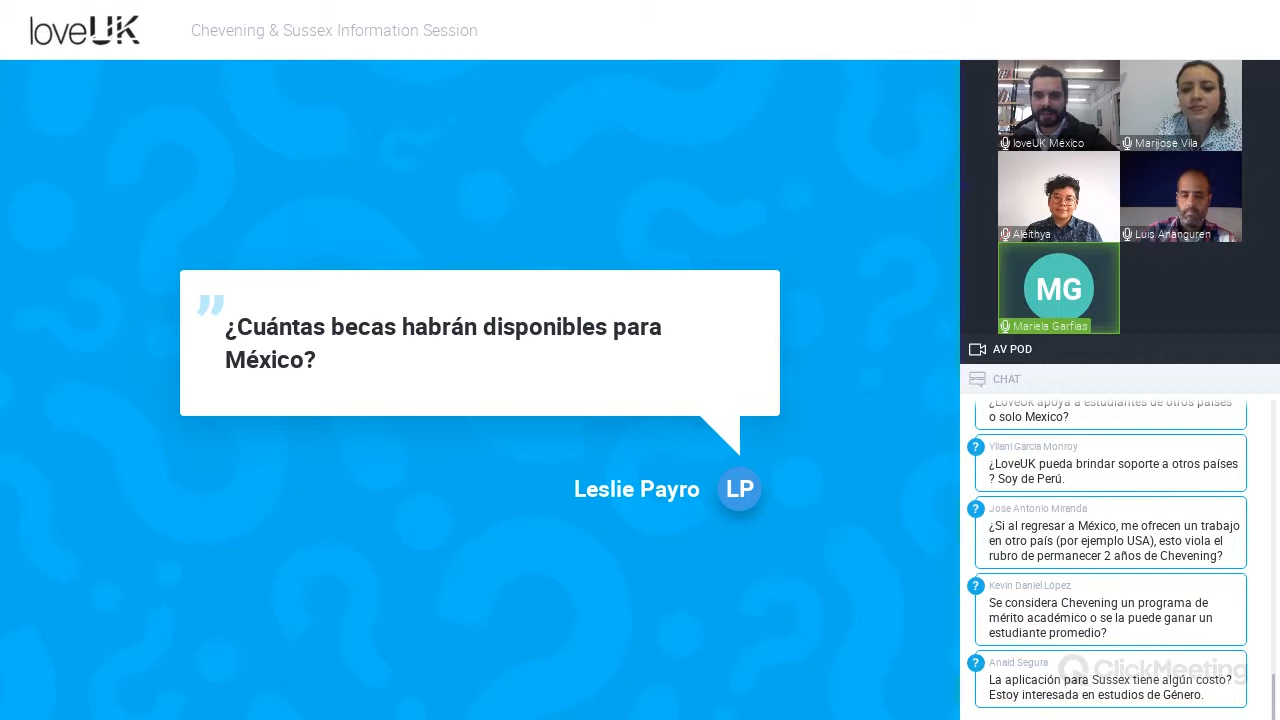 loveUK
Chevening & Sussex Information Session
”
¿Cuántas becas habrán disponibles para
México?
Leslie Payro
LP
loveUK México
Marijose Vila
Aleithya
Luis Ananguren
MG
Mariela Garfias
AV POD
CHAT
¿LoveUk apoya a estudiantes de otros países
o solo Mexico?
?
Yliani Garcia Monroy
¿LoveUK pueda brindar soporte a otros países
? Soy de Perú.
?
Jose Antonio Miranda
¿Si al regresar a México, me ofrecen un trabajo
en otro país (por ejemplo USA), esto viola el
rubro de permanecer 2 años de Chevening?
?
Kevin Daniel López
Se considera Chevening un programa de
mérito académico o se la puede ganar un
estudiante promedio?
?
Anaid Segura
ClickMeeting
La aplicación para Sussex tiene algún costo?
Estoy interesada en estudios de Género.